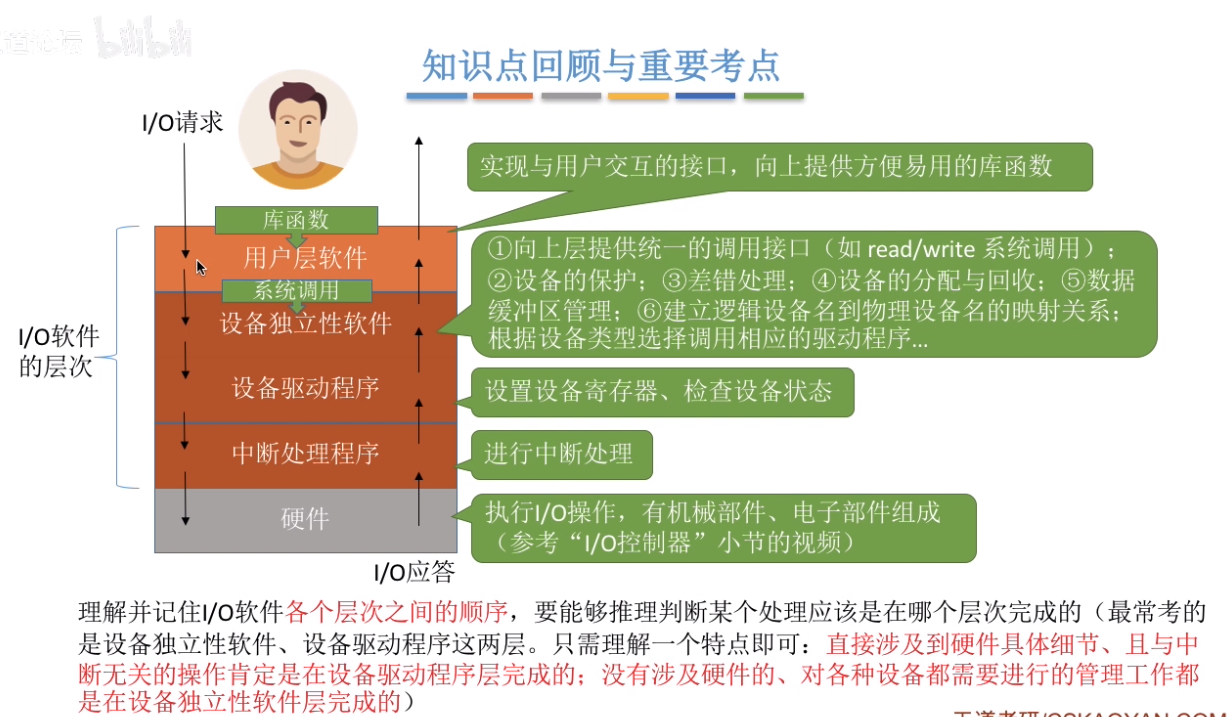 bilibili
知识点回顾与重要考点
I/O请求
库函数
用户层软件
系统调用
设备独立性软件
设备驱动程序
中断处理程序
硬件
I/O软件
的层次
I/O应答
实现与用户交互的接口，向上提供方便易用的库函数
①向上层提供统一的调用接口（如 read/write 系统调用）；
②设备的保护；③差错处理；④设备的分配与回收；⑤数据
缓冲区管理；⑥建立逻辑设备名到物理设备名的映射关系；
根据设备类型选择调用相应的驱动程序...
设置设备寄存器、检查设备状态
进行中断处理
执行I/O操作，有机械部件、电子部件组成
（参考“I/O控制器”小节的视频）
理解并记住I/O软件各个层次之间的顺序，要能够推理判断某个处理应该是在哪个层次完成的（最常考的
是设备独立性软件、设备驱动程序这两层。只需理解一个特点即可：直接涉及到硬件具体细节、且与中
断无关的操作肯定是在设备驱动程序层完成的；没有涉及硬件的、对各种设备都需要进行的管理工作都
是在设备独立性软件层完成的）